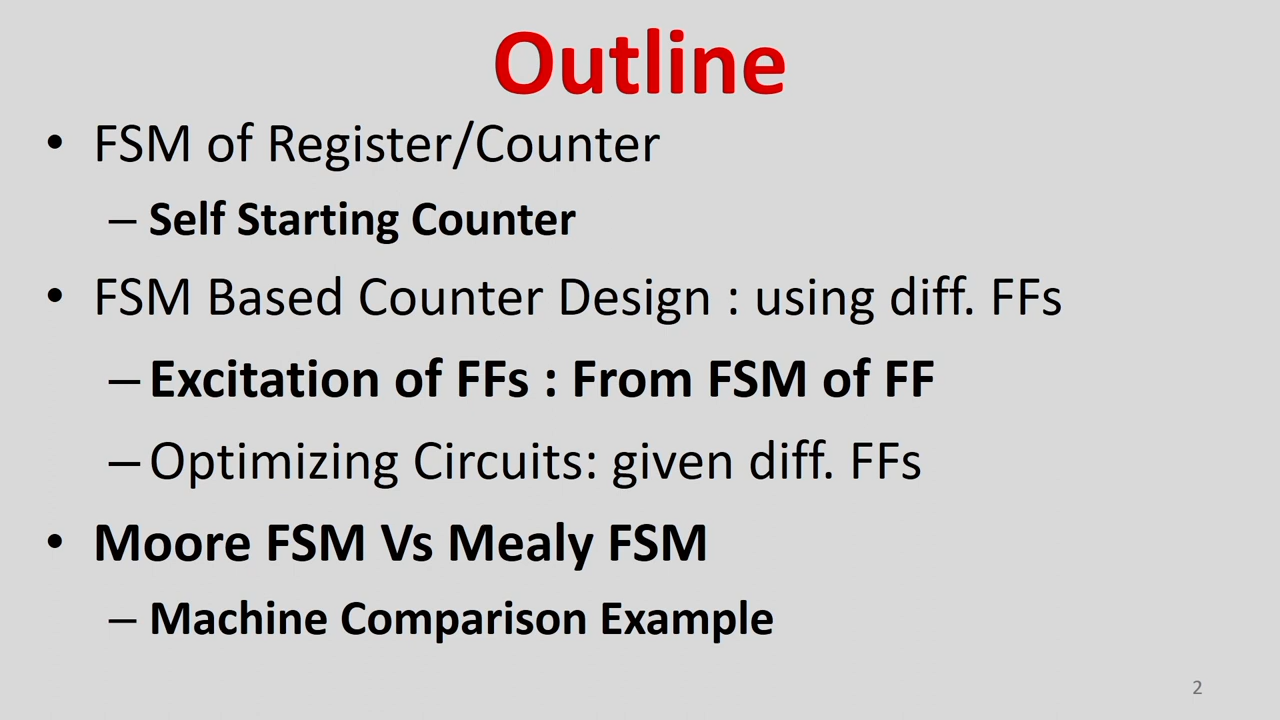 Outline
• FSM of Register/Counter
– Self Starting Counter
• FSM Based Counter Design : using diff. FFs
– Excitation of FFs : From FSM of FF
– Optimizing Circuits: given diff. FFs
• Moore FSM Vs Mealy FSM
– Machine Comparison Example
2